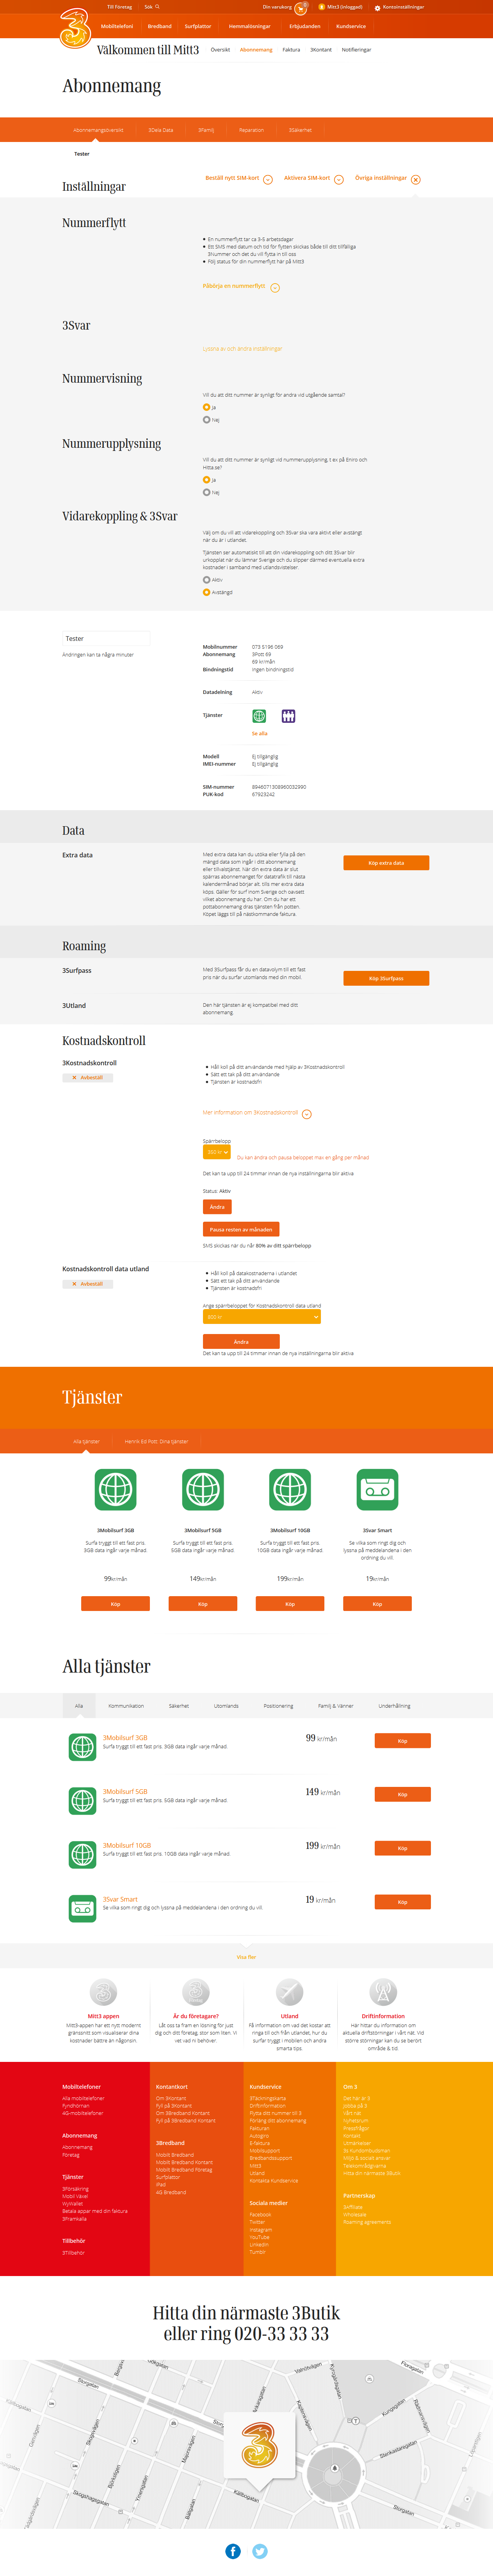 Till Företag
Sök
Din varukorg
Mitt3 (inloggad)
Kontoinställningar
Mobiltelefoni
Bredband
Surfplattor
Hemmalösningar
Erbjudanden
Kundservice
Välkommen till Mitt3
Översikt
Abonnemang
Faktura
3Kontant
Notifieringar
Abonnemang
Abonnemangsöversikt
3Dela Data
3Familj
Reparation
3Säkerhet
Tester
Inställningar
Beställ nytt SIM-kort
Aktivera SIM-kort
Övriga inställningar
Nummerflytt
En nummerflytt tar ca 3-5 arbetsdagar
Ett SMS med datum och tid för flytten skickas både till ditt tillfälliga
3Nummer och det du vill flytta in till oss
Följ status för din nummerflytt här på Mitt3
Påbörja en nummerflytt
3Svar
Lyssna av och ändra inställningar
Nummervisning
Vill du att ditt nummer är synligt för andra vid utgående samtal?
Ja
Nej
Nummerupplysning
Vill du att ditt nummer är synligt vid nummerupplysning, t ex på Eniro och
Hitta.se?
Ja
Nej
Vidarekoppling & 3Svar
Välj om du vill att vidarekoppling och 3Svar ska vara aktivt eller avstängt
när du är i utlandet.
Tjänsten ser automatiskt till att din vidarekoppling och ditt 3Svar blir
urkopplat när du lämnar Sverige och du slipper därmed eventuella extra
kostnader i samband med utlandsvistelser.
Aktiv
Avstängd
Tester
Ändringen kan ta några minuter
Mobilnummer 073 5196 069
Abonnemang 3Pott 69
69 kr/mån
Bindningstid Ingen bindningstid
Datadelning Aktiv
Tjänster
Se alla
Modell Ej tillgänglig
IMEI-nummer Ej tillgänglig
SIM-nummer 8946071308960032990
PUK-kod 67923242
Data
Extra data
Med extra data kan du utöka eller fylla på den
mängd data som ingår i ditt abonnemang
eller tillvalstjänst. När din extra data är slut
spärras abonnemanget för datatrafik till nästa
kalendermånad börjar alt. tills mer extra data
köps. Gäller för surf inom Sverige och oavsett
vilket abonnemang du har. Om du har ett
pottabonnemang dras tjänsten från potten.
Köpet läggs till på nästkommande faktura.
Köp extra data
Roaming
3Surfpass
Med 3Surfpass får du en datavolym till ett fast
pris när du surfar utomlands med din mobil.
Köp 3Surfpass
3Utland
Den här tjänsten är ej kompatibel med ditt
abonnemang.
Kostnadskontroll
3Kostnadskontroll
Avbeställ
Håll koll på ditt användande med hjälp av 3Kostnadskontroll
Sätt ett tak på ditt användande
Tjänsten är kostnadsfri
Mer information om 3Kostnadskontroll
Spärrbelopp
Du kan ändra och pausa beloppet max en gång per månad
Det kan ta upp till 24 timmar innan de nya inställningarna blir aktiva
Status: Aktiv
Ändra
Pausa resten av månaden
SMS skickas när du når 80% av ditt spärrbelopp
Kostnadskontroll data utland
Avbeställ
Håll koll på datakostnaderna i utlandet
Sätt ett tak på ditt användande
Tjänsten är kostnadsfri
Ange spärrbeloppet för Kostnadskontroll data utland
Ändra
Det kan ta upp till 24 timmar innan de nya inställningarna blir aktiva
Tjänster
Alla tjänster
Henrik Ed Pott: Dina tjänster
3Mobilsurf 3GB
Surfa tryggt till ett fast pris.
3GB data ingår varje månad.
99kr/mån
Köp
3Mobilsurf 5GB
Surfa tryggt till ett fast pris.
5GB data ingår varje månad.
149kr/mån
Köp
3Mobilsurf 10GB
Surfa tryggt till ett fast pris.
10GB data ingår varje månad.
199kr/mån
Köp
3Svar Smart
Se vilka som ringt dig och
lyssna på meddelandena i den
ordning du vill.
19kr/mån
Köp
Alla tjänster
Alla
Kommunikation
Säkerhet
Utomlands
Positionering
Familj & Vänner
Underhållning
3Mobilsurf 3GB
Surfa tryggt till ett fast pris. 3GB data ingår varje månad.
99 kr/mån
Köp
3Mobilsurf 5GB
Surfa tryggt till ett fast pris. 5GB data ingår varje månad.
149 kr/mån
Köp
3Mobilsurf 10GB
Surfa tryggt till ett fast pris. 10GB data ingår varje månad.
199 kr/mån
Köp
3Svar Smart
Se vilka som ringt dig och lyssna på meddelandena i den ordning du vill.
19 kr/mån
Köp
Visa fler
Mitt3 appen
Mitt3-appen har ett nytt modernt
gränssnitt som visualiserar dina
kostnader bättre än någonsin.
Är du företagare?
Låt oss ta fram en lösning för just
dig och ditt företag, stor som liten. Vi
vet vad ni behöver.
Utland
Få information om vad det kostar att
ringa till och från utlandet, hur du
surfar tryggt i mobilen och andra
smarta tips.
Driftinformation
Här hittar du information om
aktuella driftstörningar i vårt nät. Vid
större störningar kan du se berört
område & tid.
Mobiltelefoner
Alla mobiltelefoner
Fyndhörnan
4G-mobiltelefoner
Abonnemang
Abonnemang
Företag
Tjänster
3Försäkring
Mobil Växel
WyWallet
Betala appar med din faktura
3Framkalla
Tillbehör
3Tillbehör
Kontantkort
Om 3Kontant
Fyll på 3Kontant
Om 3Bredband Kontant
Fyll på 3Bredband Kontant
3Bredband
Mobilt Bredband
Mobilt Bredband Kontant
Mobilt Bredband Företag
Surfplattor
iPad
4G Bredband
Kundservice
3Täckningskarta
Driftinformation
Flytta ditt nummer till 3
Förläng ditt abonnemang
Fakturan
Autogiro
E-faktura
Mobilsupport
Bredbandssupport
Mitt3
Utland
Kontakta Kundservice
Sociala medier
Facebook
Twitter
Instagram
YouTube
LinkedIn
Tumblr
Om 3
Det här är 3
Jobba på 3
Vårt nät
Nyhetsrum
Pressfrågor
Kontakt
Utmärkelser
3s Kundombudsman
Miljö & socialt ansvar
Teleområdgivarna
Hitta din närmaste 3Butik
Partnerskap
3Affiliate
Wholesale
Roaming agreements
Hitta din närmaste 3Butik
eller ring 020-33 33 33
Storgatan
Skogvägen
Björkvägen
Kungsgatan
Skogshagsgatan
Källbogatan
Storgatan